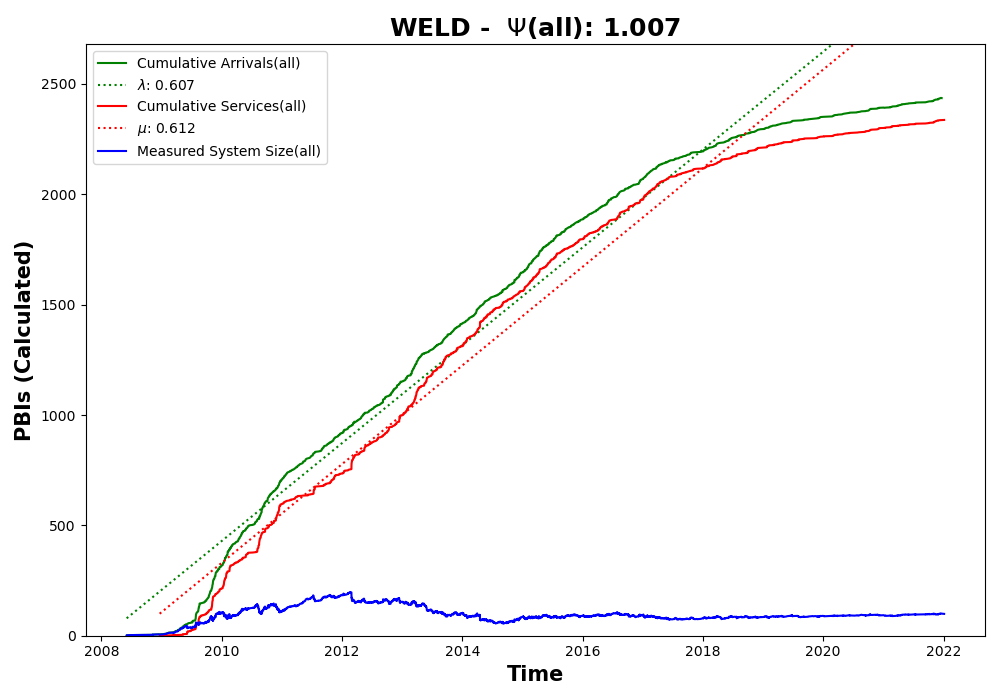 WELD - Ψ(all): 1.007
Cumulative Arrivals(all)
λ: 0.607
Cumulative Services(all)
μ: 0.612
Measured System Size(all)
PBIs (Calculated)
2500
2000
1500
1000
500
0
2008 2010 2012 2014 2016 2018 2020 2022
Time